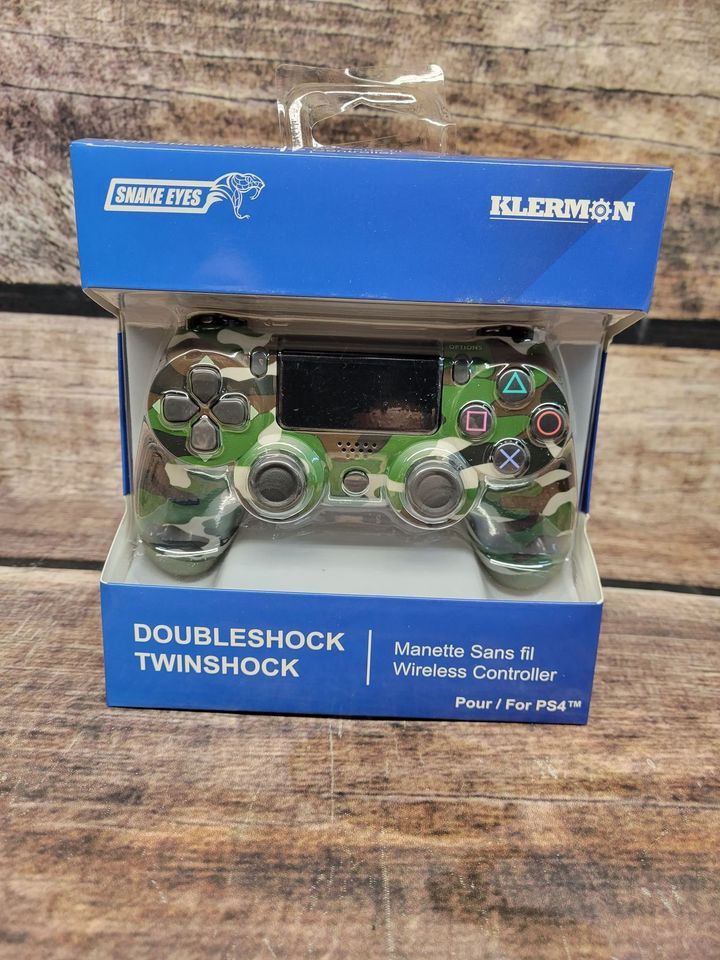 SNAKE EYES
KLERMON
OPTIONS
DOUBLESHOCK
TWINSHOCK
Manette Sans fil
Wireless Controller
Pour / For PS4™